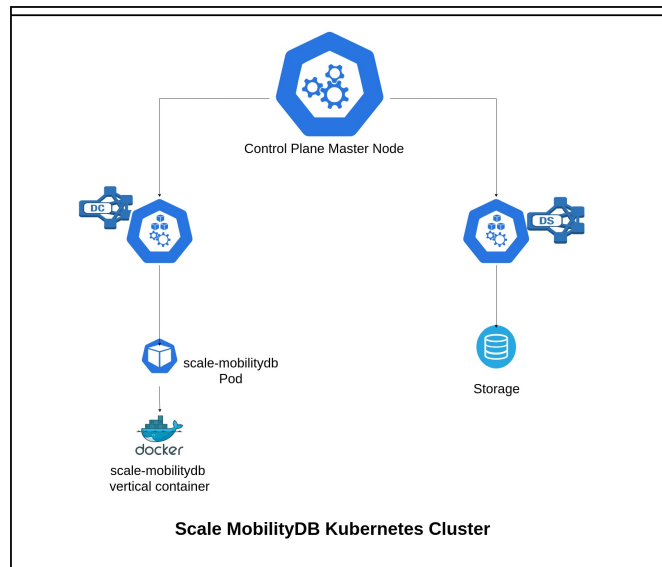 Control Plane Master Node
DC
DS
scale-mobilitydb
Pod
Storage
docker
scale-mobilitydb
vertical container
Scale MobilityDB Kubernetes Cluster